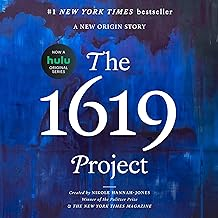 #1 NEW YORK TIMES bestseller
A NEW ORIGIN STORY
NOW A
hulu
ORIGINAL
SERIES
The
1619
Project
Created by NIKOLE HANNAH-JONES
Winner of the Pulitzer Prize
& THE NEW YORK TIMES MAGAZINE